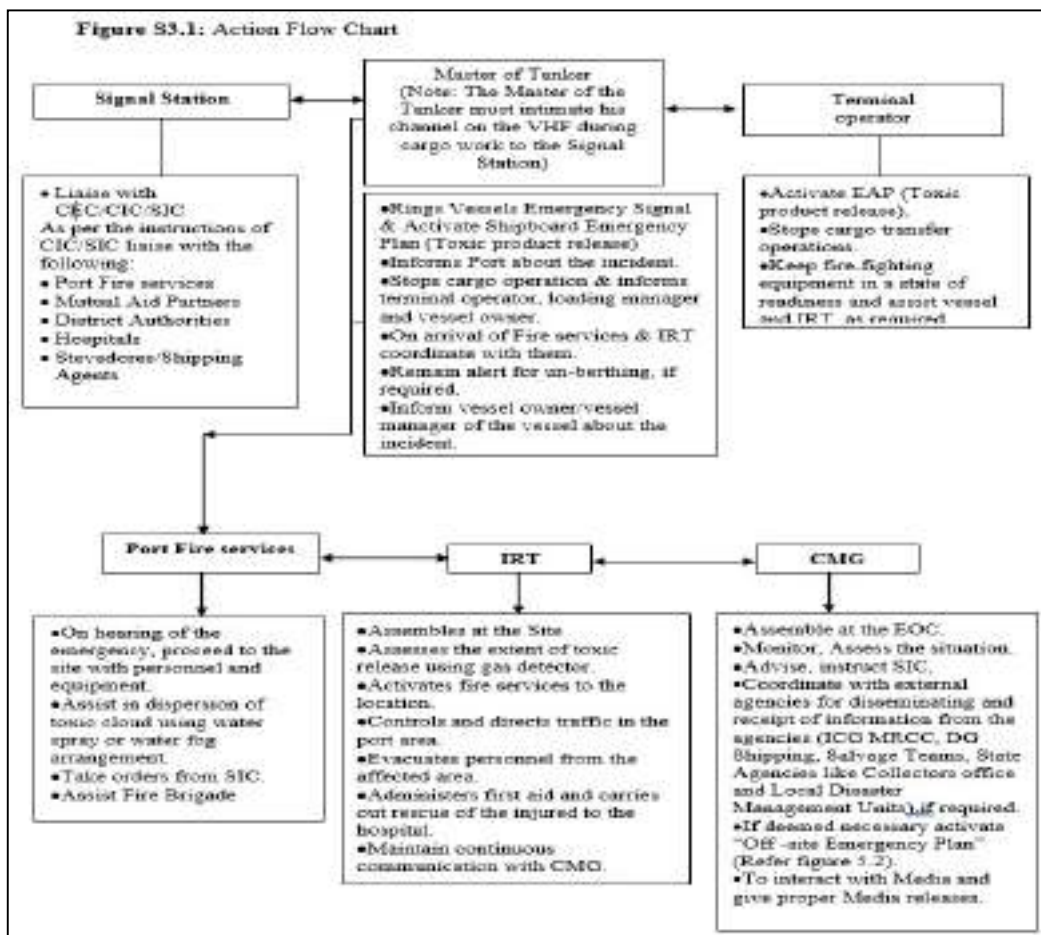 Figure S3.1: Action Flow Chart
Signal Station
Master of Tanker
(Note: The Master of the
Tanker must intimate his
channel on the VHF during
cargo work to the Signal
Station)
Terminal
operator
• Liaise with
CEC/CIC/SIC
As per the instructions of
CIC/SIC liaise with the
following:
• Port Fire services
• Mutual Aid Partners
• District Authorities
• Hospitals
• Stevedores/Shipping
Agents
•Rings Vessels Emergency Signal
& Activate Shipboard Emergency
Plan (Toxic product release)
•Informs Port about the incident.
•Stops cargo operation & informs
terminal operator, loading manager
and vessel owner.
•On arrival of Fire services & IRT
coordinate with them.
•Remain alert for un-berthing, if
required.
•Inform vessel owner/vessel
manager of the vessel about the
incident.
•Activate EAP (Toxic
product release).
•Stops cargo transfer
operations.
•Keep fire-fighting
equipment in a state of
readiness and assist vessel
and IRT, as required
Port Fire services
IRT
CMG
•On hearing of the
emergency, proceed to the
site with personnel and
equipment.
•Assist in dispersion of
toxic cloud using water
spray or water fog
arrangement.
•Take orders from SIC.
•Assist Fire Brigade
•Assembles at the Site
•Assesses the extent of toxic
release using gas detector.
•Activates fire services to the
location.
•Controls and directs traffic in the
port area.
•Evacuates personnel from the
affected area.
•Administers first aid and carries
out rescue of the injured to the
hospital.
•Maintain continuous
communication with CMG.
•Assemble at the EOC.
•Monitor, Assess the situation.
•Advise, instruct SIC.
•Coordinate with external
agencies for disseminating and
receipt of information from the
agencies (ICG MRCC, DG
Shipping, Salvage Teams, State
Agencies like Collectors office
and Local Disaster
Management Units),if required.
•If deemed necessary activate
"Off -site Emergency Plan"
(Refer figure 5.2).
•To interact with Media and
give proper Media releases.